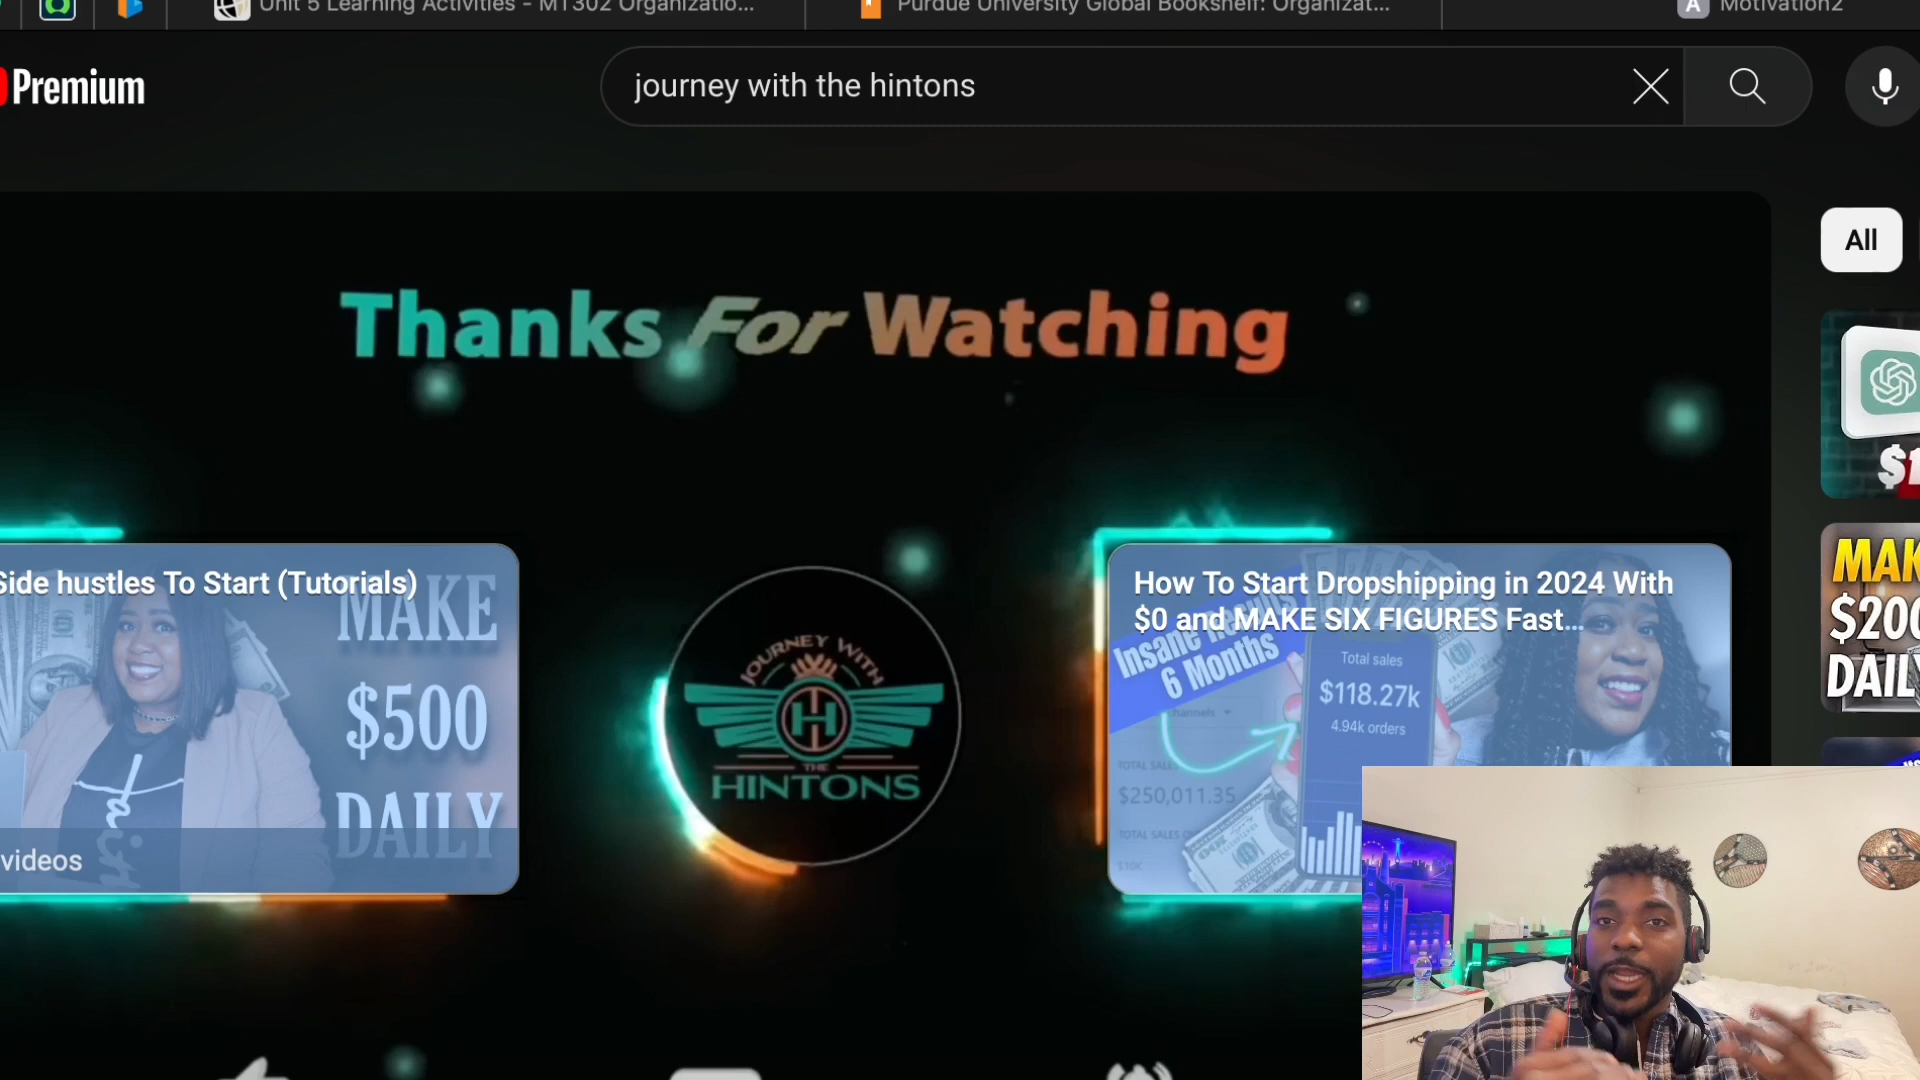 Unit 5 Learning Activities - MT302 Organizatio...
Purdue University Global Bookshelf: Organizat...
A Motivation2
Premium
journey with the hintons
All
Thanks For Watching
Side hustles To Start (Tutorials)
MAKE
$500
DAILY
videos
JOURNEY WITH
H
THE
HINTONS
How To Start Dropshipping in 2024 With
$0 and MAKE SIX FIGURES Fast...
6 Months
Total sales
$118.27k
4.94k orders
$250,011.35
$1
MAK
$200
DAILY